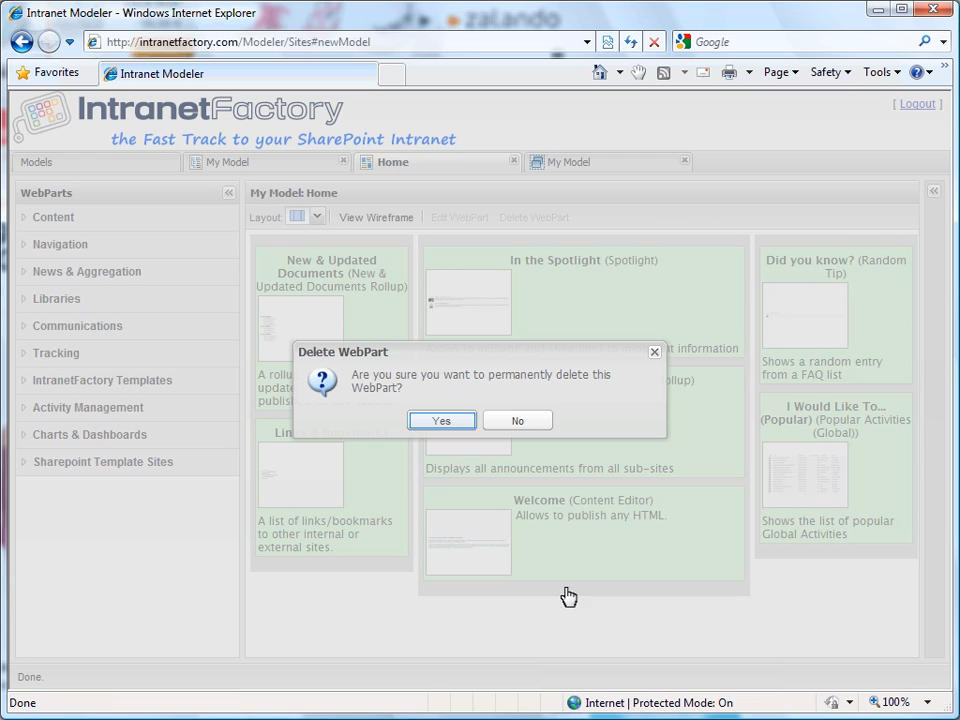 zalando
Intranet Modeler - Windows Internet Explorer
http://intranetfactory.com/Modeler/Sites#newModel
Google
Favorites
Intranet Modeler
Page
Safety
Tools
IntranetFactory
the Fast Track to your SharePoint Intranet
[ Logout ]
Models
My Model
Home
My Model
WebParts
Content
Navigation
News & Aggregation
Libraries
Communications
Tracking
IntranetFactory Templates
Activity Management
Charts & Dashboards
Sharepoint Template Sites
My Model: Home
Layout:
View Wireframe
Edit WebPart
Delete WebPart
New & Updated
Documents (New &
Updated Documents Rollup)
In the Spotlight (Spotlight)
information
Displays all announcements from all sub-sites
Welcome (Content Editor)
Allows to publish any HTML.
A list of links/bookmarks
to other internal or
external sites.
Did you know? (Random
Tip)
Shows a random entry
from a FAQ list
I Would Like To...
(Popular) (Popular Activities
(Global))
Shows the list of popular
Global Activities
Delete WebPart
Are you sure you want to permanently delete this
WebPart?
Yes
No
Done.
Done
Internet | Protected Mode: On
100%